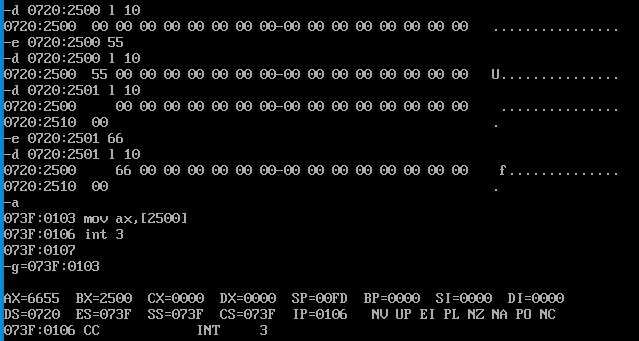 -d 0720:2500 l 10
0720:2500  00 00 00 00 00 00 00 00-00 00 00 00 00 00 00 00   ................
-e 0720:2500 55
-d 0720:2500 l 10
0720:2500  55 00 00 00 00 00 00 00-00 00 00 00 00 00 00 00   U...............
-d 0720:2501 l 10
0720:2500     00 00 00 00 00 00 00-00 00 00 00 00 00 00 00    ...............
0720:2510  00                                                .
-e 0720:2501 66
-d 0720:2501 l 10
0720:2500     66 00 00 00 00 00 00-00 00 00 00 00 00 00 00    f..............
0720:2510  00                                                .
-a
073F:0103 mov ax,[2500]
073F:0106 int 3
073F:0107
-g=073F:0103
AX=6655  BX=2500  CX=0000  DX=0000  SP=00FD  BP=0000  SI=0000  DI=0000
DS=0720  ES=073F  SS=073F  CS=073F  IP=0106   NV UP EI PL NZ NA PO NC
073F:0106 CC            INT     3